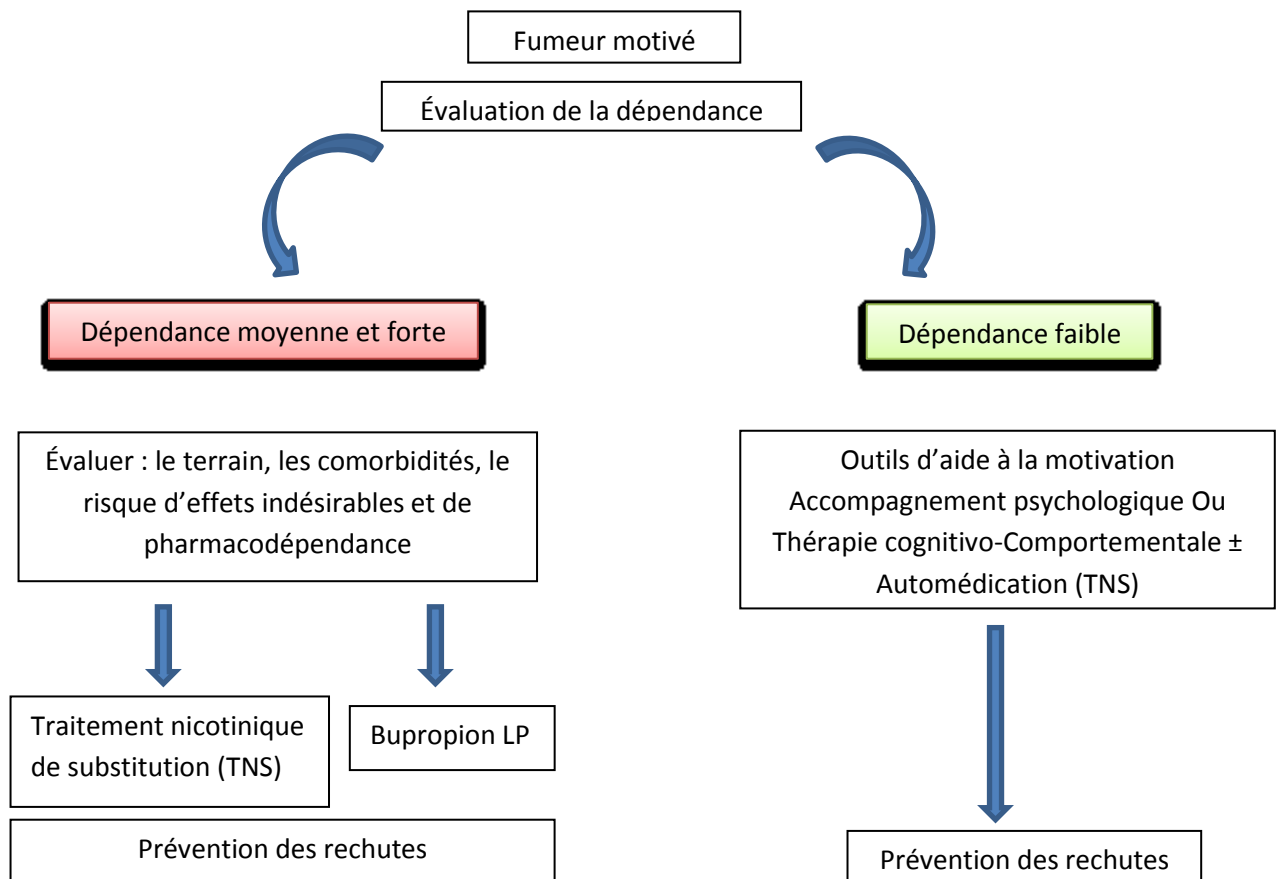 Fumeur motivé
Évaluation de la dépendance
Dépendance moyenne et forte
Dépendance faible
Évaluer : le terrain, les comorbidités, le
risque d’effets indésirables et de
pharmacodépendance
Outils d’aide à la motivation
Accompagnement psychologique Ou
Thérapie cognitivo-Comportementale ±
Automédication (TNS)
Traitement nicotinique
de substitution (TNS)
Bupropion LP
Prévention des rechutes
Prévention des rechutes